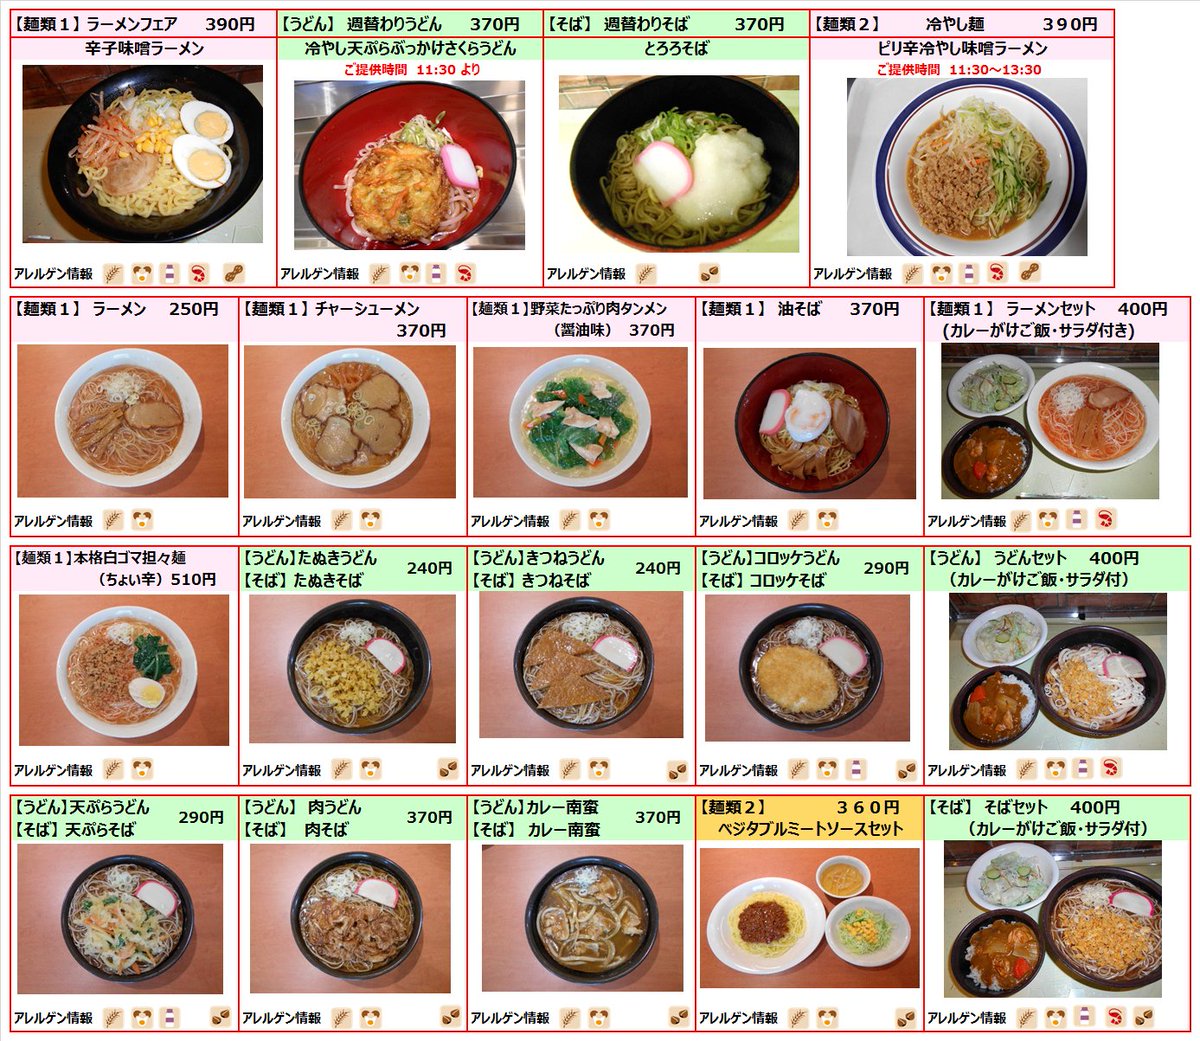 【麺類１】ラーメンフェア 390円
辛子味噌ラーメン
アレルゲン情報
【うどん】 週替わりうどん 370円
冷やし天ぷらぶっかけさくらうどん
ご提供時間 11:30 より
アレルゲン情報
【そば】 週替わりそば 370円
とろろそば
アレルゲン情報
【麺類２】 冷やし麺 ３９０円
ピリ辛冷やし味噌ラーメン
ご提供時間 11:30～13:30
アレルゲン情報
【麺類１】 ラーメン 250円
アレルゲン情報
【麺類１】 チャーシューメン
370円
アレルゲン情報
【麺類１】野菜たっぷり肉タンメン
（醤油味） 370円
アレルゲン情報
【麺類１】 油そば 370円
アレルゲン情報
【麺類１】 ラーメンセット 400円
(カレーがけご飯・サラダ付き)
アレルゲン情報
【麺類１】本格白ゴマ担々麺
（ちょい辛）510円
アレルゲン情報
【うどん】たぬきうどん
【そば】 たぬきそば 240円
アレルゲン情報
【うどん】きつねうどん
【そば】 きつねそば 240円
アレルゲン情報
【うどん】コロッケうどん
【そば】 コロッケそば 290円
アレルゲン情報
【うどん】 うどんセット 400円
（カレーがけご飯・サラダ付）
アレルゲン情報
【うどん】天ぷらうどん
【そば】 天ぷらそば 290円
アレルゲン情報
【うどん】 肉うどん
【そば】 肉そば 370円
アレルゲン情報
【うどん】カレー南蛮
【そば】 カレー南蛮 370円
アレルゲン情報
【麺類２】 ３６０円
ベジタブルミートソースセット
アレルゲン情報
【そば】 そばセット 400円
（カレーがけご飯・サラダ付）
アレルゲン情報